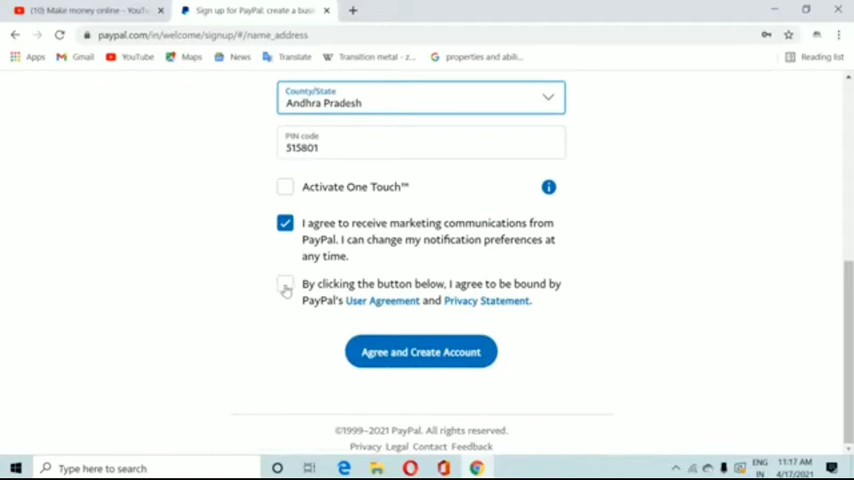 (10) Make money online - YouTu
Sign up for PayPal: create a busi
paypal.com/in/welcome/signup/#/name_address
Apps Gmail YouTube Maps News Translate Transition metal - z... properties and abili... Reading list
County/State
Andhra Pradesh
PIN code
515801
Activate One Touch™
I agree to receive marketing communications from
PayPal. I can change my notification preferences at
any time.
By clicking the button below, I agree to be bound by
PayPal's User Agreement and Privacy Statement.
Agree and Create Account
©1999–2021 PayPal. All rights reserved.
Privacy Legal Contact Feedback
Type here to search
ENG
IN
11:17 AM
4/17/2021